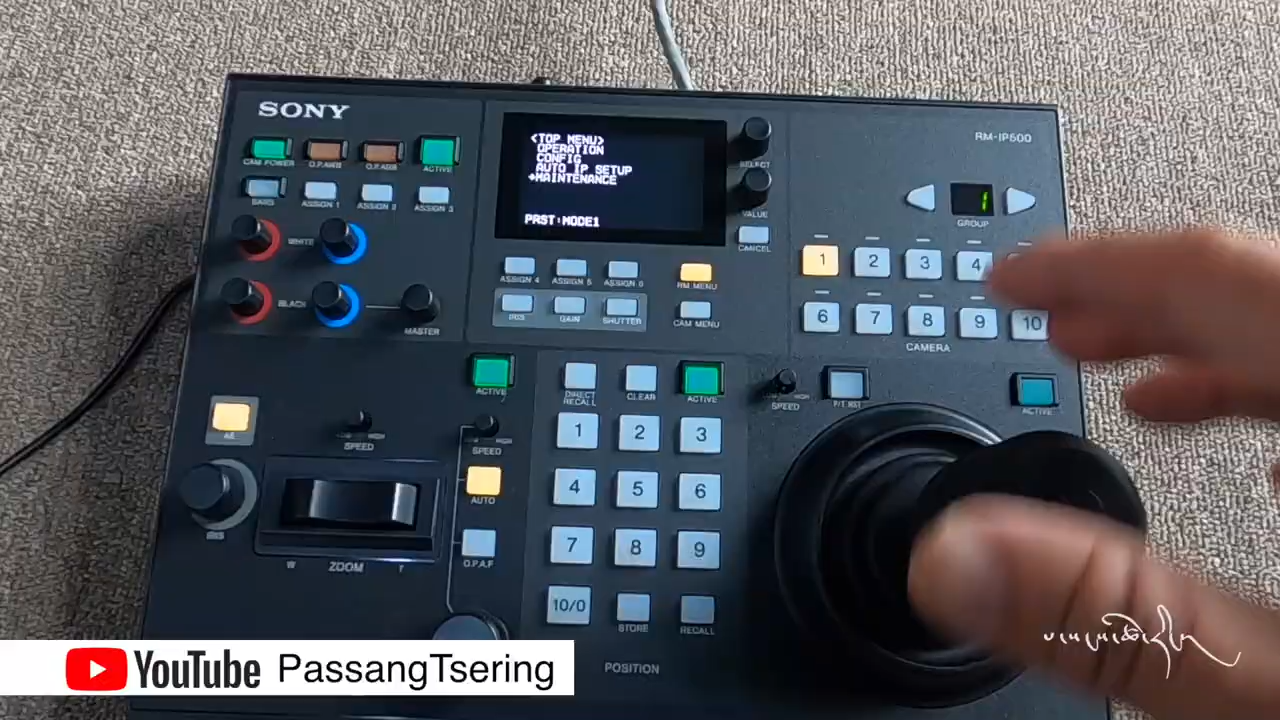 SONY
RM-IP500
CAM POWER
O.P.AWB
O.P.ABB
ACTIVE
BARS
ASSIGN 1
ASSIGN 2
ASSIGN 3
WHITE
BLACK
MASTER
<TOP MENU>
OPERATION
CONFIG
AUTO IP SETUP
MAINTENANCE
PRST:MODE1
SELECT
VALUE
CANCEL
ASSIGN 4
ASSIGN 5
ASSIGN 6
RM MENU
IRIS
GAIN
SHUTTER
CAM MENU
1
GROUP
1
2
3
4
6
7
8
9
10
CAMERA
ACTIVE
DIRECT
RECALL
CLEAR
ACTIVE
SPEED
HIGH
P/T RST
ACTIVE
AE
SPEED
HIGH
SPEED
HIGH
AUTO
IRIS
O.P.AF
W
ZOOM
T
1
2
3
4
5
6
7
8
9
10/0
STORE
RECALL
POSITION
YouTube PassangTsering